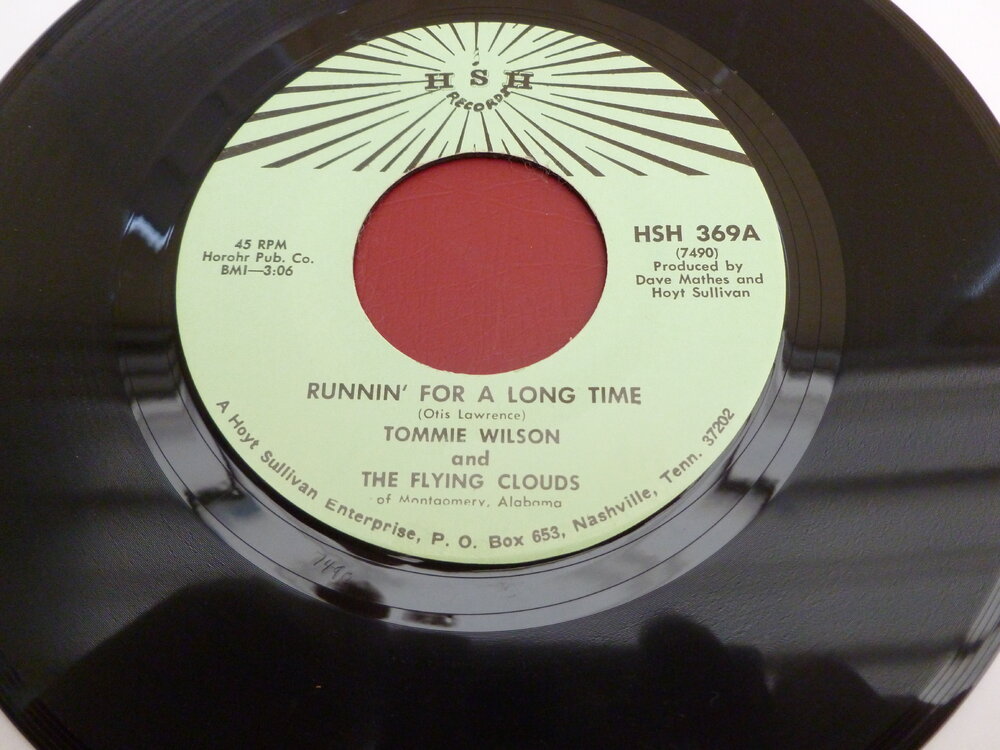 HSH
RECORDS
45 RPM
Horohr Pub. Co.
BMI—3:06
HSH 369A
(7490)
Produced by
Dave Mathes and
Hoyt Sullivan
RUNNIN' FOR A LONG TIME
(Otis Lawrence)
TOMMIE WILSON
and
THE FLYING CLOUDS
of Montgomery, Alabama
A Hoyt Sullivan Enterprise, P. O. Box 653, Nashville, Tenn. 37202